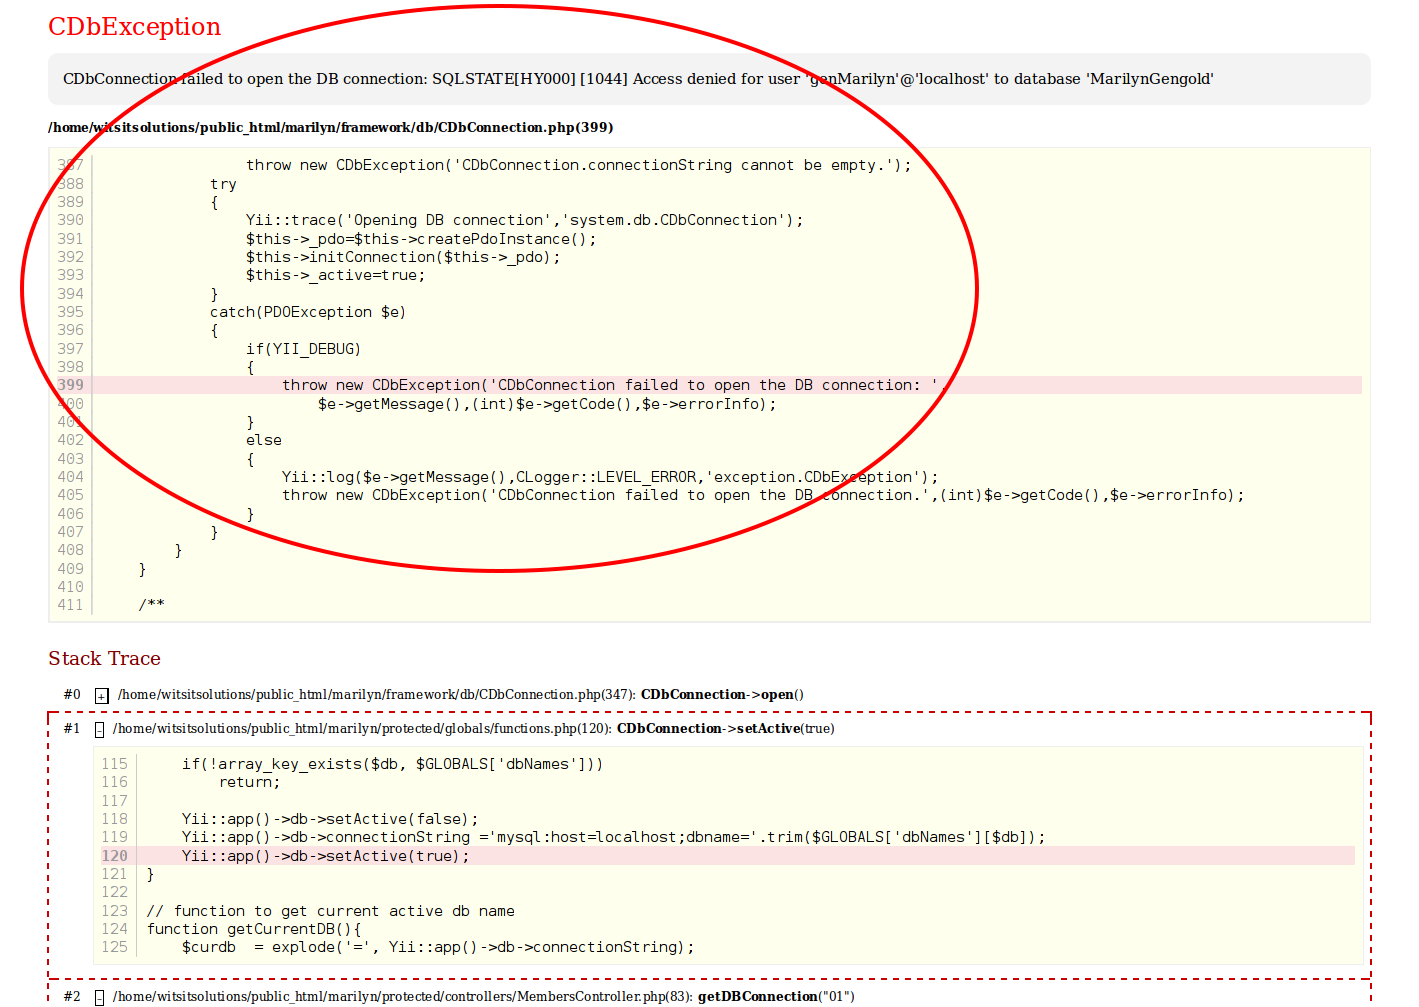 CDbException
CDbConnection failed to open the DB connection: SQLSTATE[HY000] [1044] Access denied for user 'genMarilyn'@'localhost' to database 'MarilynGengold'
/home/witsitsolutions/public_html/marilyn/framework/db/CDbConnection.php(399)
387 throw new CDbException('CDbConnection.connectionString cannot be empty.');
388 try
389 {
390 Yii::trace('Opening DB connection','system.db.CDbConnection');
391 $this->_pdo=$this->createPdoInstance();
392 $this->initConnection($this->_pdo);
393 $this->_active=true;
394 }
395 catch(PDOException $e)
396 {
397 if(YII_DEBUG)
398 {
399 throw new CDbException('CDbConnection failed to open the DB connection: '.
400 $e->getMessage(),(int)$e->getCode(),$e->errorInfo);
401 }
402 else
403 {
404 Yii::log($e->getMessage(),CLogger::LEVEL_ERROR,'exception.CDbException');
405 throw new CDbException('CDbConnection failed to open the DB connection.',(int)$e->getCode(),$e->errorInfo);
406 }
407 }
408 }
409 }
410
411 /**
Stack Trace
#0 + /home/witsitsolutions/public_html/marilyn/framework/db/CDbConnection.php(347): CDbConnection->open()
#1 – /home/witsitsolutions/public_html/marilyn/protected/globals/functions.php(120): CDbConnection->setActive(true)
115 if(!array_key_exists($db, $GLOBALS['dbNames']))
116 return;
117
118 Yii::app()->db->setActive(false);
119 Yii::app()->db->connectionString ='mysql:host=localhost;dbname='.trim($GLOBALS['dbNames'][$db]);
120 Yii::app()->db->setActive(true);
121 }
122
123 // function to get current active db name
124 function getCurrentDB(){
125 $curdb = explode('=', Yii::app()->db->connectionString);
#2 – /home/witsitsolutions/public_html/marilyn/protected/controllers/MembersController.php(83): getDBConnection("01")